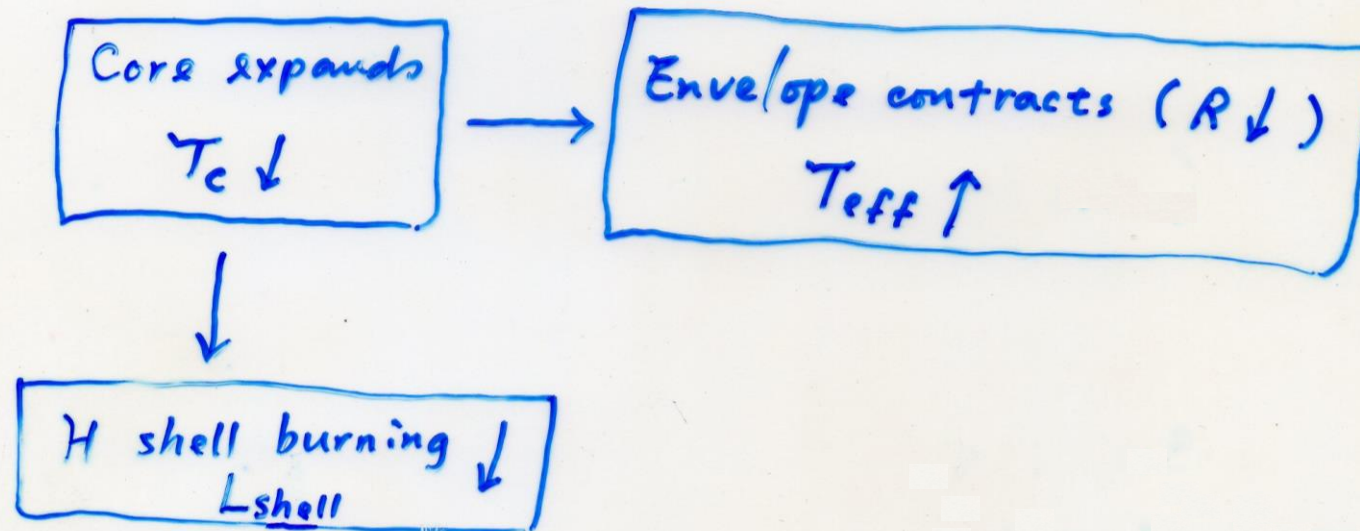 Core expands
Tc ↓
Envelope contracts (R↓)
Teff ↑
H shell burning ↓
Lshell